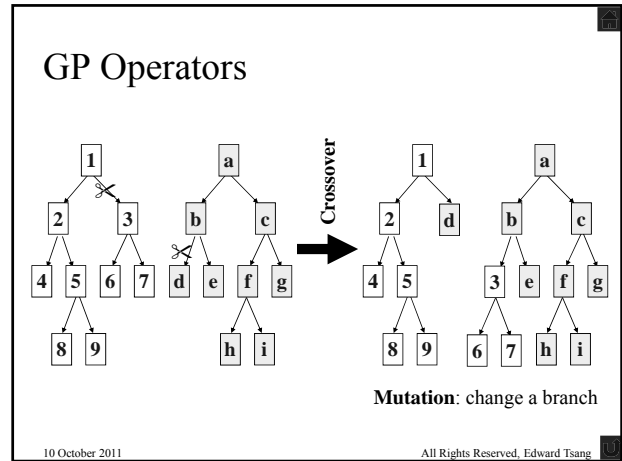 GP Operators
1 a 1 a
Crossover
2 3 b c 2 d b c
4 5 6 7 d e f g 4 5 3 e f g
8 9 h i 8 9 6 7 h i
Mutation: change a branch
10 October 2011 All Rights Reserved, Edward Tsang